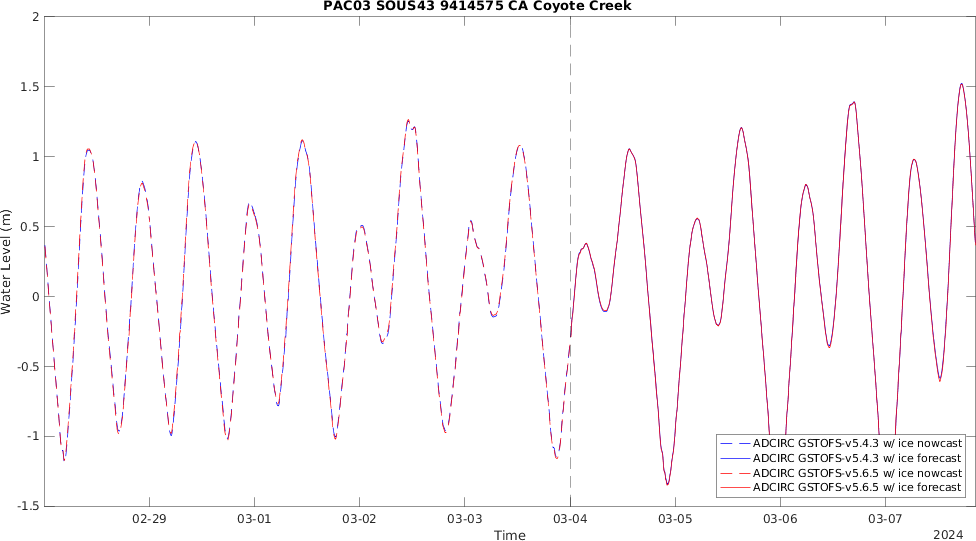 PAC03 SOUS43 9414575 CA Coyote Creek
2
1.5
1
0.5
0
-0.5
-1
-1.5
Water Level (m)
ADCIRC GSTOFS-v5.4.3 w/ ice nowcast
ADCIRC GSTOFS-v5.4.3 w/ ice forecast
ADCIRC GSTOFS-v5.6.5 w/ ice nowcast
ADCIRC GSTOFS-v5.6.5 w/ ice forecast
02-29 03-01 03-02 03-03 03-04 03-05 03-06 03-07
Time
2024